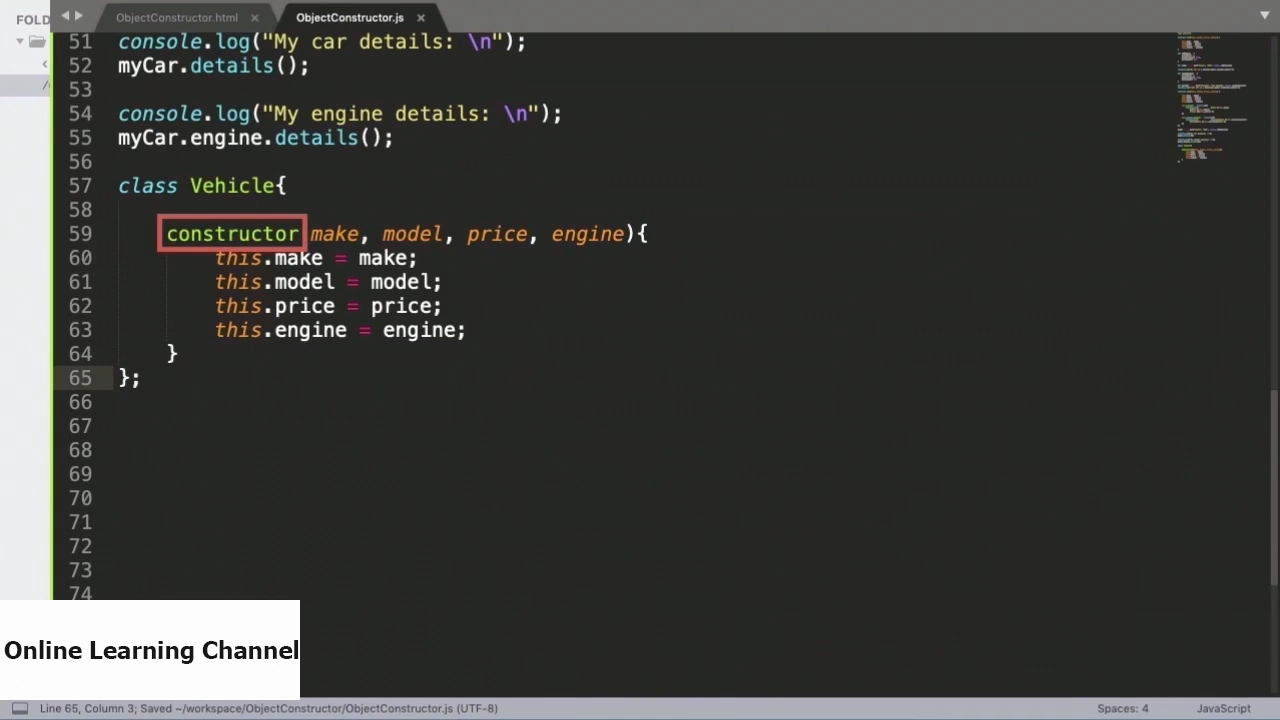 FOLD
ObjectConstructor.html × ObjectConstructor.js ×
51 console.log("My car details: \n");
52 myCar.details();
53
54 console.log("My engine details: \n");
55 myCar.engine.details();
56
57 class Vehicle{
58
59 constructor make, model, price, engine){
60 this.make = make;
61 this.model = model;
62 this.price = price;
63 this.engine = engine;
64 }
65 };
66
67
68
69
70
71
72
73
74
Online Learning Channel
Line 65, Column 3; Saved ~/workspace/ObjectConstructor/ObjectConstructor.js (UTF-8) Spaces: 4 JavaScript